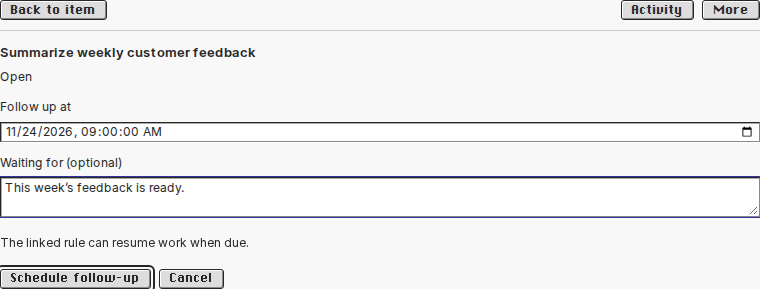 Back to item
Activity
More
Summarize weekly customer feedback
Open
Follow up at
11/24/2026, 09:00:00 AM
Waiting for (optional)
This week's feedback is ready.
The linked rule can resume work when due.
Schedule follow-up
Cancel